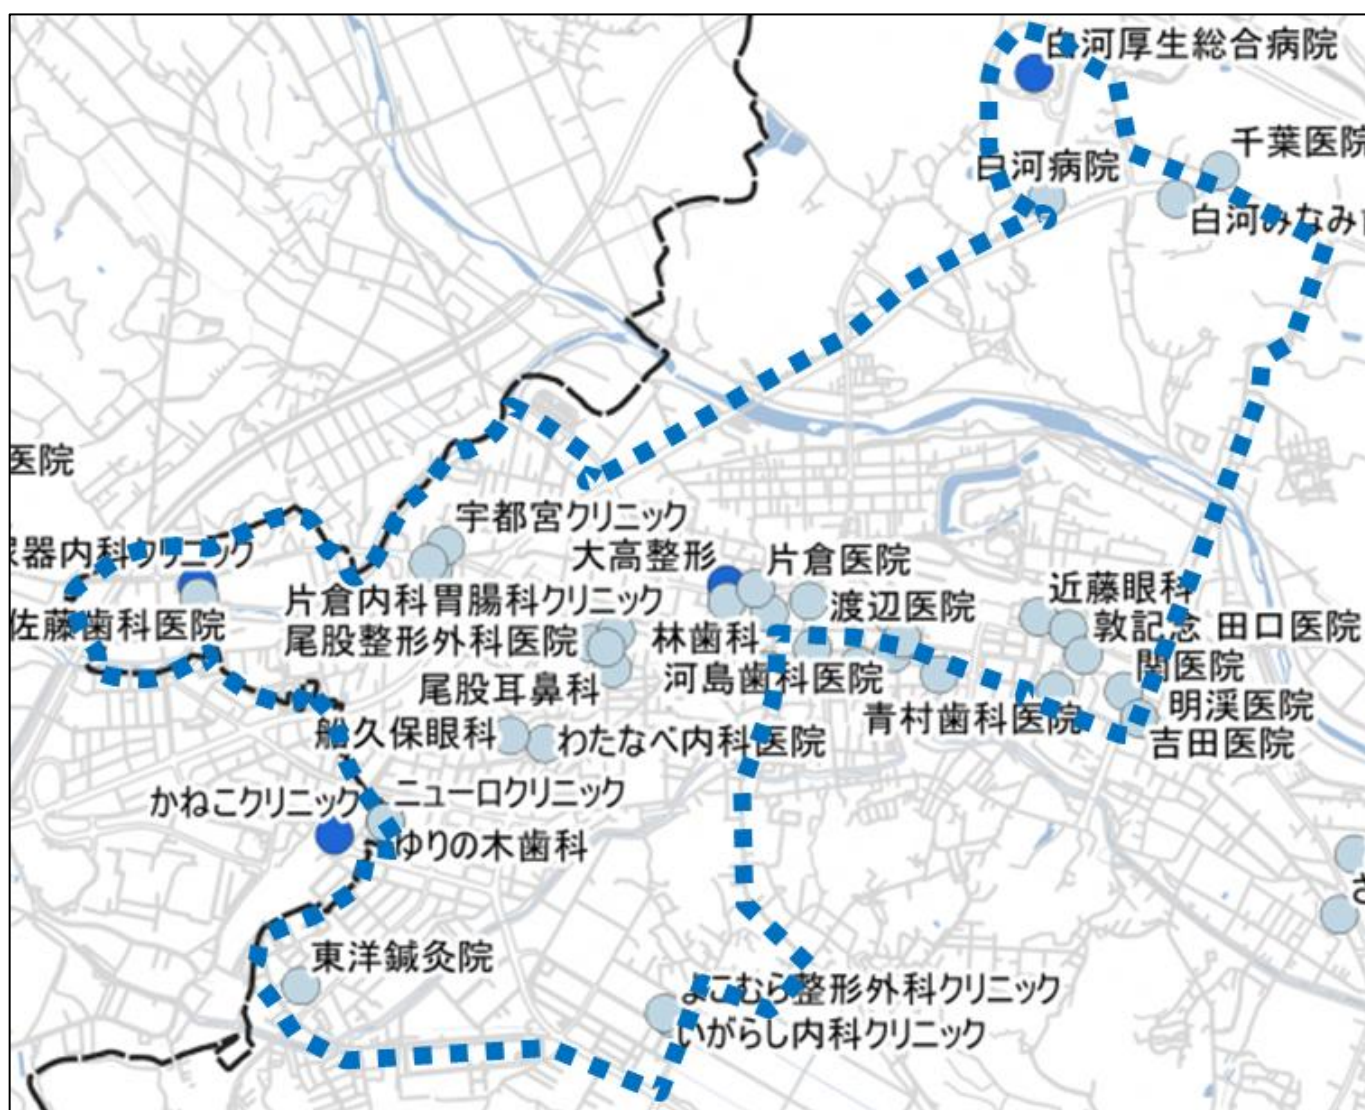 白河厚生総合病院
千葉医院
白河病院
白河みなみ
医院
宇都宮クリニック
器内科クリニック
大高整形
片倉医院
近藤眼科
片倉内科胃腸科クリニック
渡辺医院
佐藤歯科医院
尾股整形外科医院
林歯科
敦記念 田口医院
関医院
尾股耳鼻科
河島歯科医院
青村歯科医院
明渓医院
船久保眼科
わたなべ内科医院
吉田医院
かねこクリニック
ニューロクリニック
ゆりの木歯科
さ
東洋鍼灸院
よこむら整形外科クリニック
いがらし内科クリニック